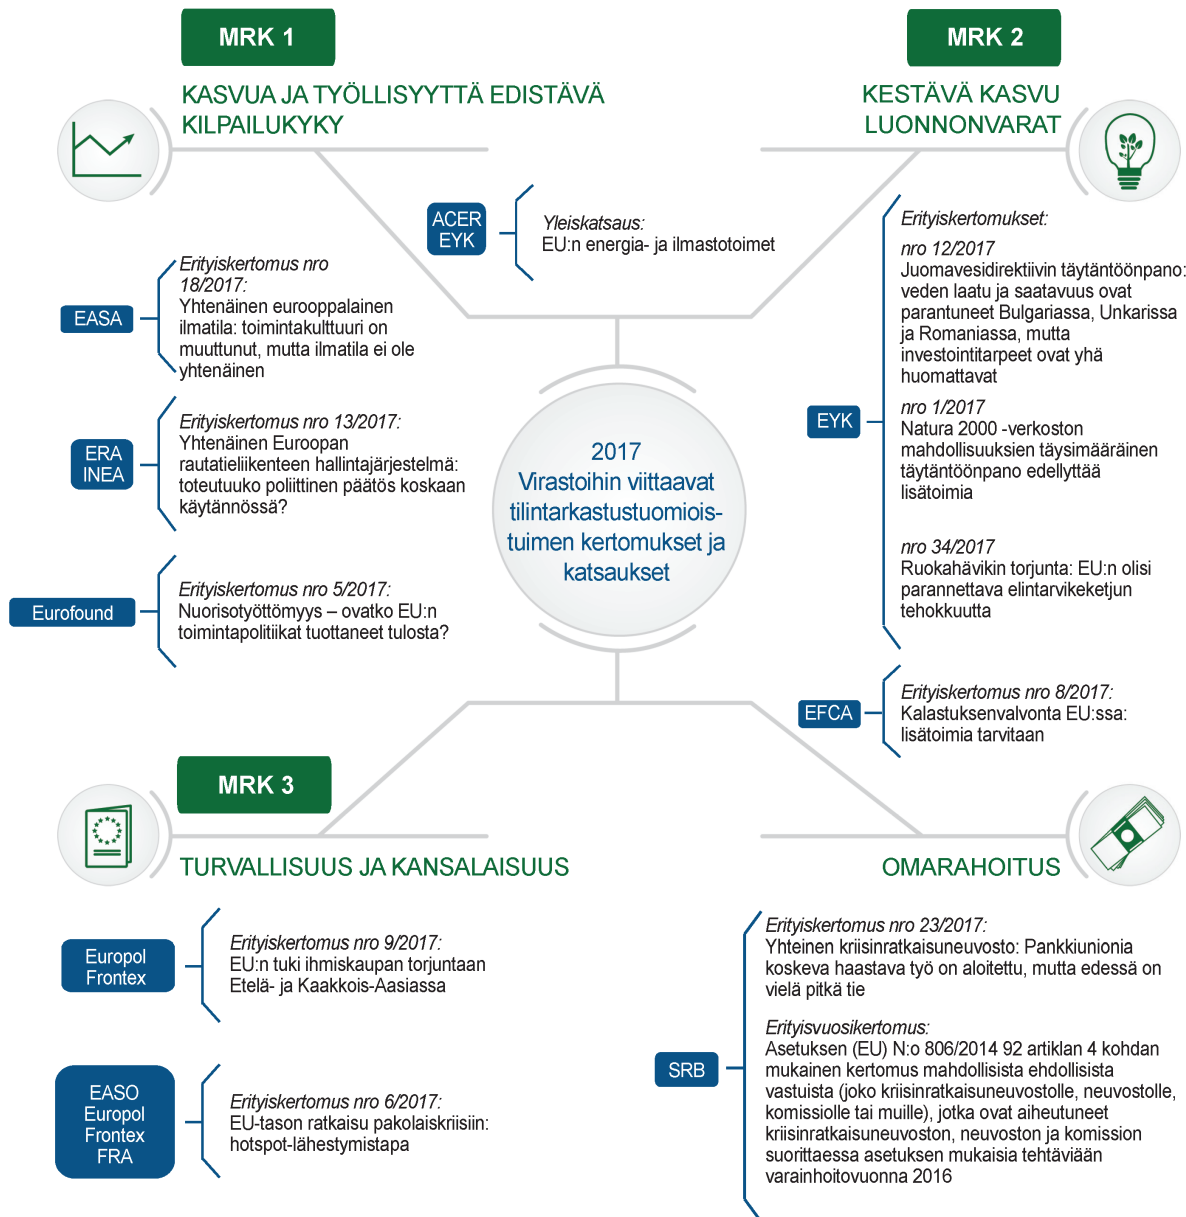 MRK 1
KASVUA JA TYÖLLISYYTTÄ EDISTÄVÄ
KILPAILUKYKY
MRK 2
KESTÄVÄ KASVU
LUONNONVARAT
ACER
EYK
Yleiskatsaus:
EU:n energia- ja ilmastotoimet
EASA
Erityiskertomus nro
18/2017:
Yhtenäinen eurooppalainen
ilmatila: toimintakulttuuri on
muuttunut, mutta ilmatila ei ole
yhtenäinen
ERA
INEA
Erityiskertomus nro 13/2017:
Yhtenäinen Euroopan
rautatieliikenteen hallintajärjestelmä:
toteutuuko poliittinen päätös koskaan
käytännössä?
Eurofound
Erityiskertomus nro 5/2017:
Nuorisotyöttömyys – ovatko EU:n
toimintapolitiikat tuottaneet tulosta?
2017
Virastoihin viittaavat
tilintarkastustuomiois-
tuimen kertomukset ja
katsaukset
EYK
Erityiskertomukset:
nro 12/2017
Juomavesidirektiivin täytäntöönpano:
veden laatu ja saatavuus ovat
parantuneet Bulgariassa, Unkarissa
ja Romaniassa, mutta
investointitarpeet ovat yhä
huomattavat
nro 1/2017
Natura 2000 -verkoston
mahdollisuuksien täysimääräinen
täytäntöönpano edellyttää
lisätoimia
nro 34/2017
Ruokahävikin torjunta: EU:n olisi
parannettava elintarvikeketjun
tehokkuutta
EFCA
Erityiskertomus nro 8/2017:
Kalastuksenvalvonta EU:ssa:
lisätoimia tarvitaan
MRK 3
TURVALLISUUS JA KANSALAISUUS
Europol
Frontex
Erityiskertomus nro 9/2017:
EU:n tuki ihmiskaupan torjuntaan
Etelä- ja Kaakkois-Aasiassa
EASO
Europol
Frontex
FRA
Erityiskertomus nro 6/2017:
EU-tason ratkaisu pakolaiskriisiin:
hotspot-lähestymistapa
OMARAHOITUS
SRB
Erityiskertomus nro 23/2017:
Yhteinen kriisinratkaisuneuvosto: Pankkiunionia
koskeva haastava työ on aloitettu, mutta edessä on
vielä pitkä tie
Erityisvuosikertomus:
Asetuksen (EU) N:o 806/2014 92 artiklan 4 kohdan
mukainen kertomus mahdollisista ehdollisista
vastuista (joko kriisinratkaisuneuvostolle, neuvostolle,
komissiolle tai muille), jotka ovat aiheutuneet
kriisinratkaisuneuvoston, neuvoston ja komission
suorittaessa asetuksen mukaisia tehtäviään
varainhoitovuonna 2016